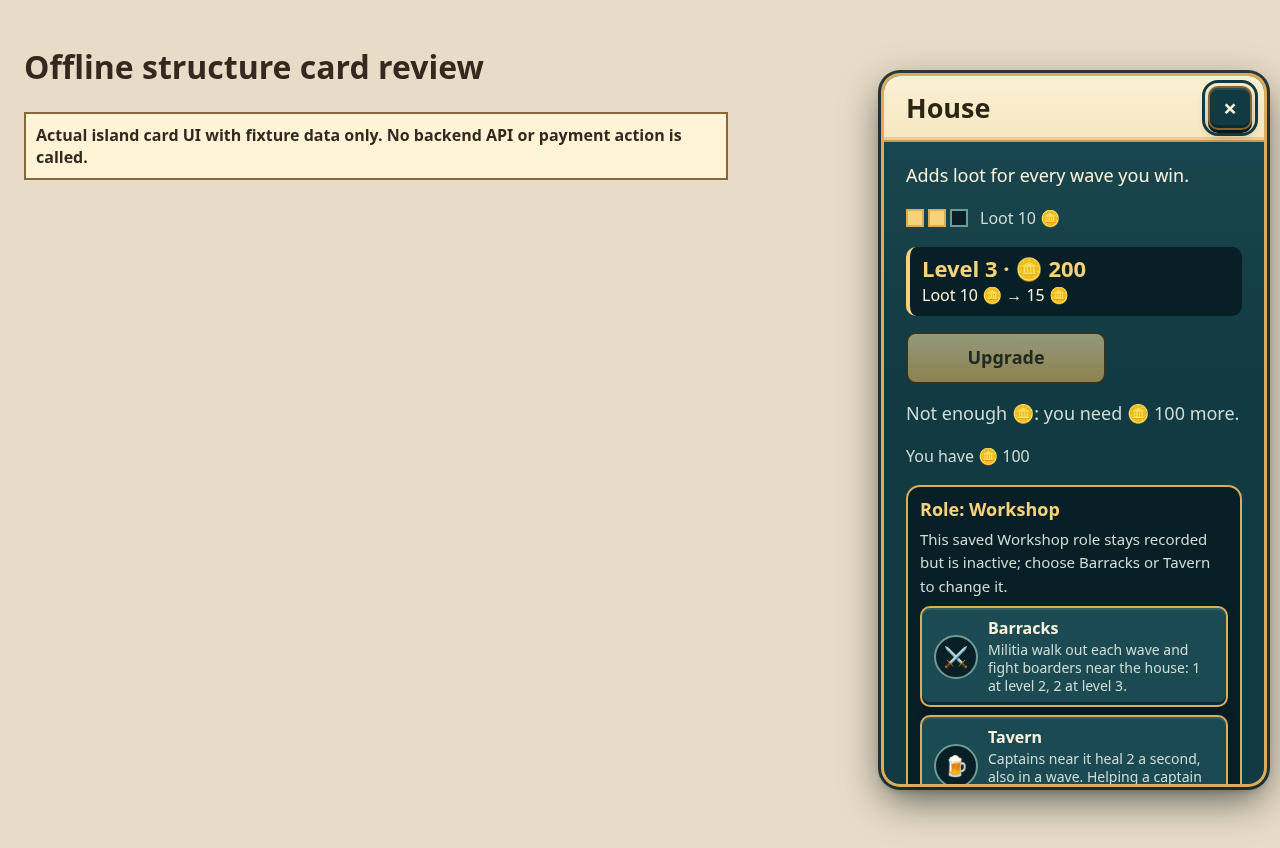 Offline structure card review
Actual island card UI with fixture data only. No backend API or payment action is
called.
House
×
Adds loot for every wave you win.
Loot 10 🪙
Level 3 · 🪙 200
Loot 10 🪙 → 15 🪙
Upgrade
Not enough 🪙: you need 🪙 100 more.
You have 🪙 100
Role: Workshop
This saved Workshop role stays recorded
but is inactive; choose Barracks or Tavern
to change it.
Barracks
Militia walk out each wave and
fight boarders near the house: 1
at level 2, 2 at level 3.
Tavern
Captains near it heal 2 a second,
also in a wave. Helping a captain